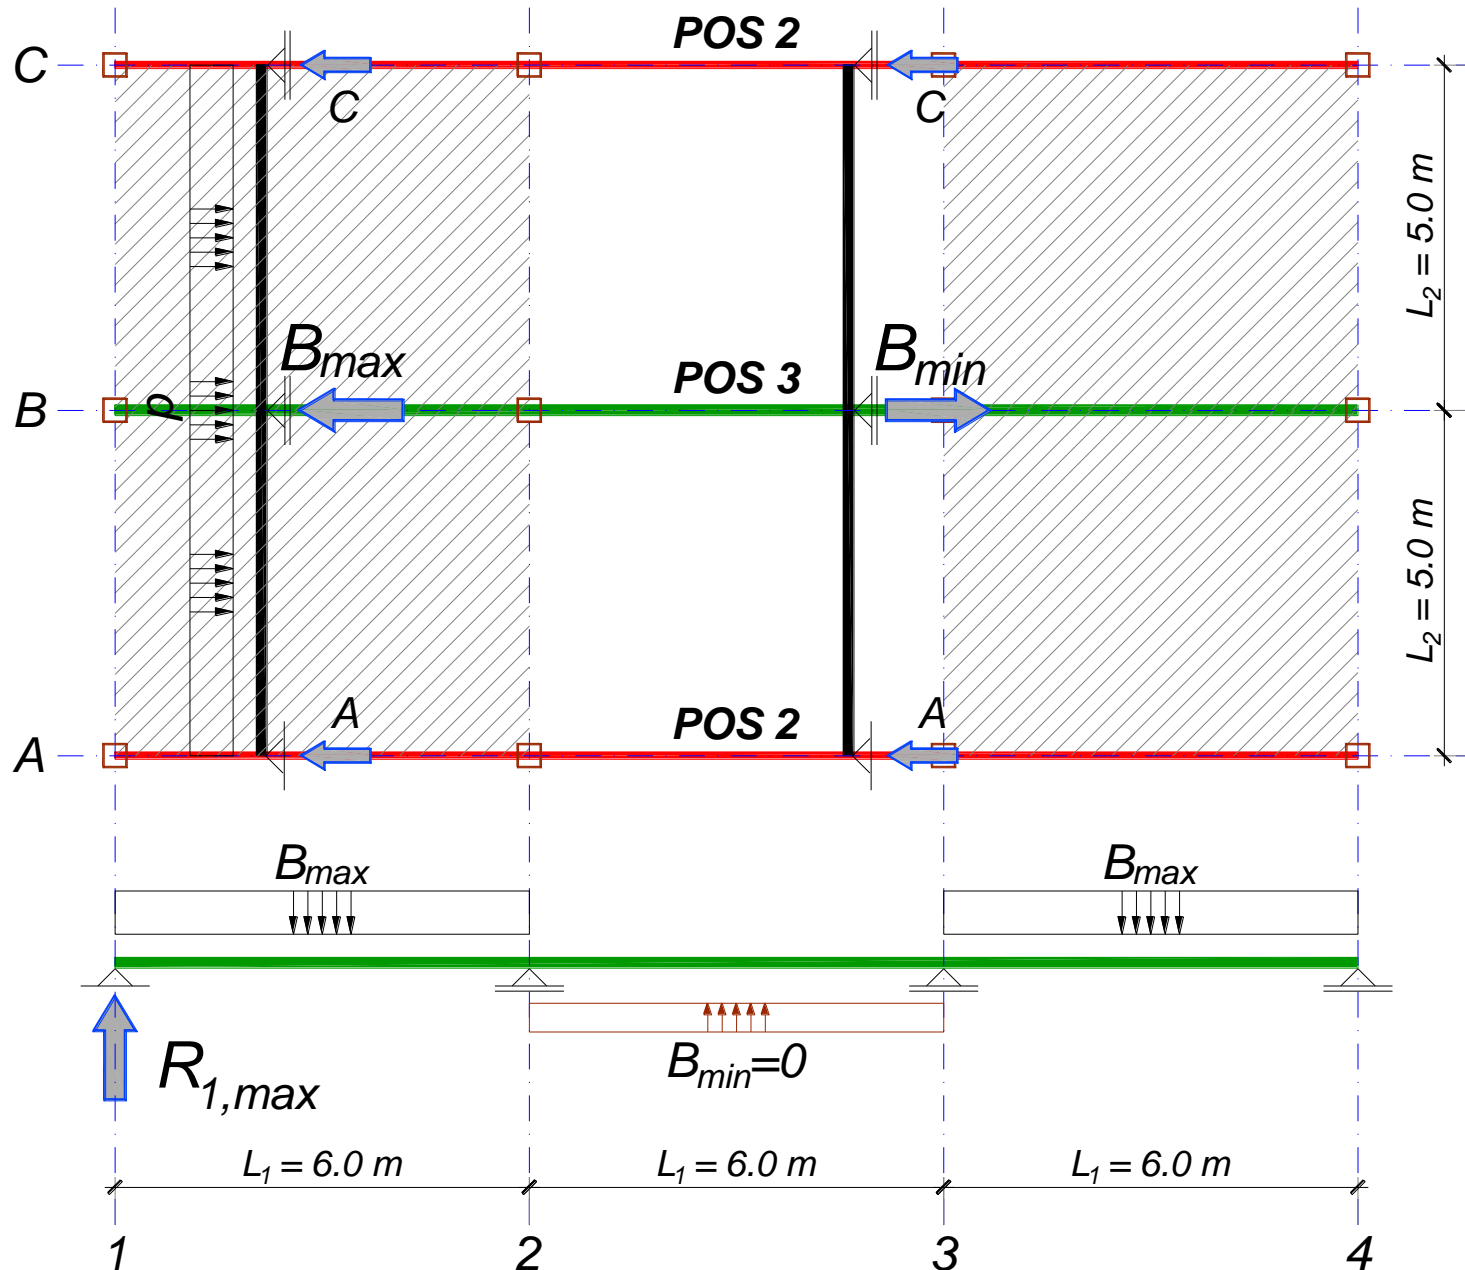 POS 2
C
C
C
L2 = 5.0 m
Bmax
Bmin
POS 3
B
p
L2 = 5.0 m
A
A
POS 2
A
Bmax
Bmax
Bmin=0
R1,max
L1 = 6.0 m
L1 = 6.0 m
L1 = 6.0 m
1
2
3
4